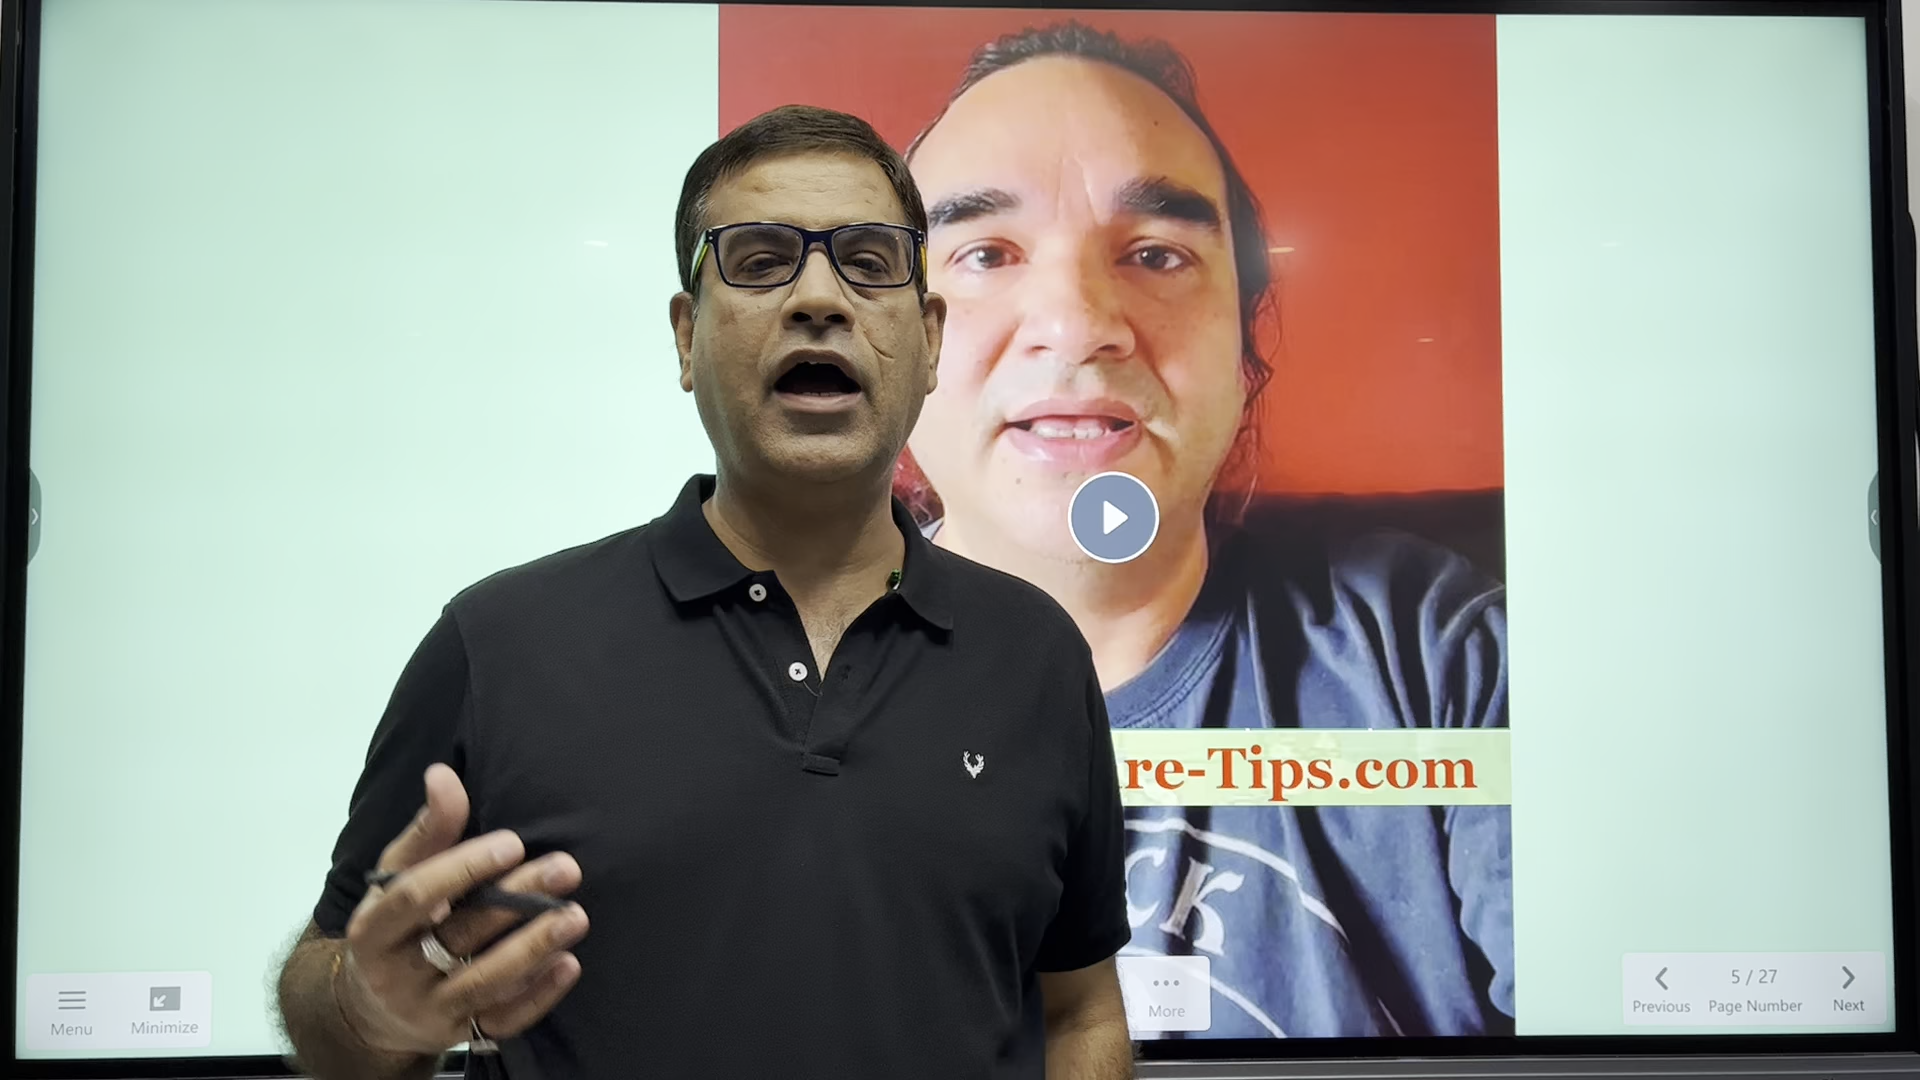 re-Tips.com
CK
Menu
Minimize
More
5 / 27
Previous
Page Number
Next